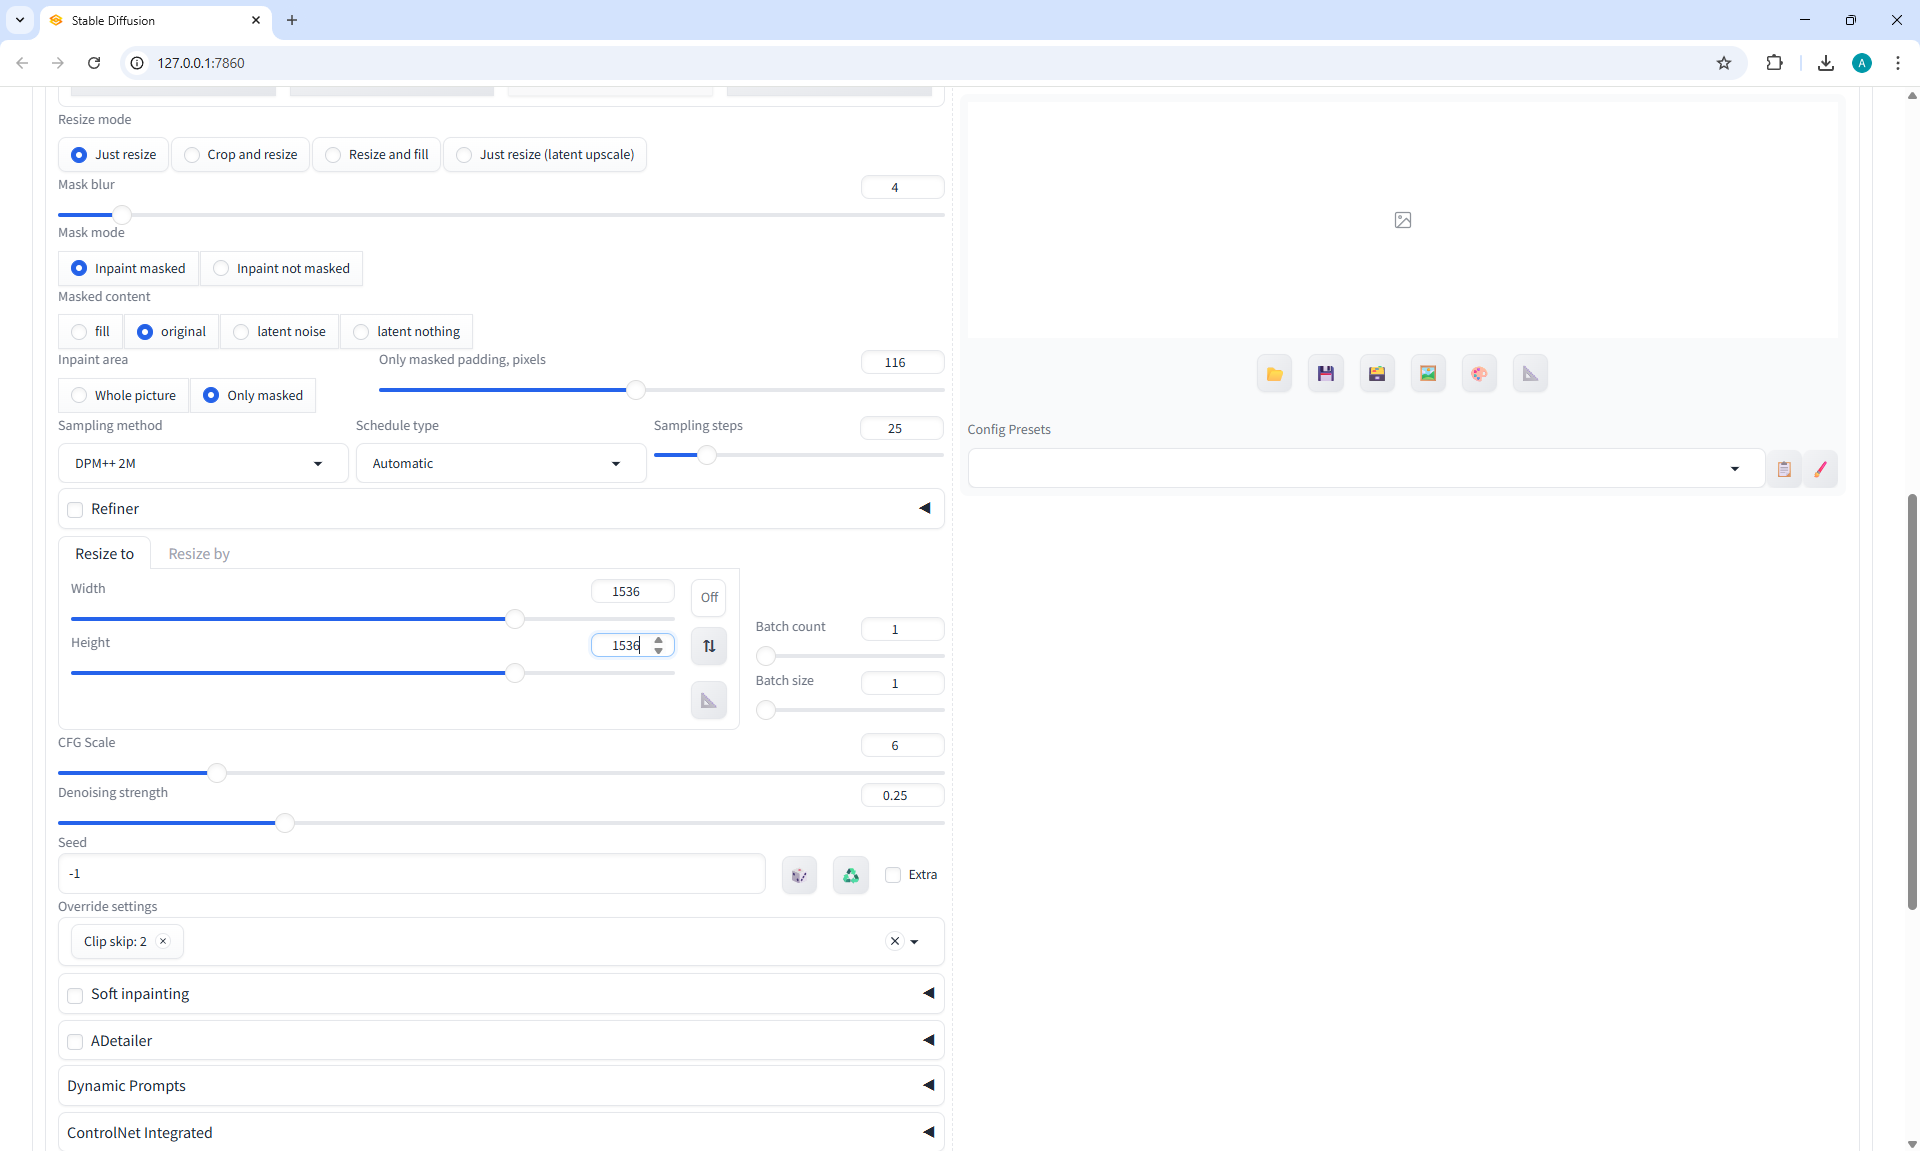 Stable Diffusion
127.0.0.1:7860
A
Resize mode
Just resize
Crop and resize
Resize and fill
Just resize (latent upscale)
Mask blur
4
Mask mode
Inpaint masked
Inpaint not masked
Masked content
fill
original
latent noise
latent nothing
Inpaint area
Only masked padding, pixels
116
Whole picture
Only masked
Sampling method
Schedule type
Sampling steps
25
DPM++ 2M
Automatic
Refiner
Resize to
Resize by
Width
1536
Off
Height
1536
Batch count
1
Batch size
1
CFG Scale
6
Denoising strength
0.25
Seed
-1
Extra
Override settings
Clip skip: 2
Soft inpainting
ADetailer
Dynamic Prompts
ControlNet Integrated
Config Presets